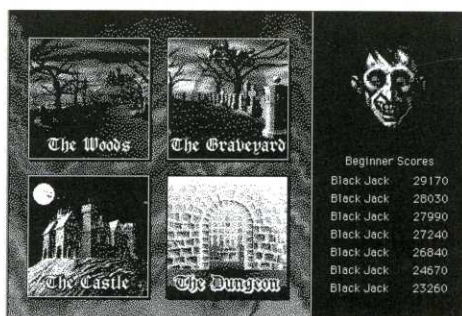 The Woods
The Graveyard
The Castle
The Dungeon
Beginner Scores
Black Jack 29170
Black Jack 28030
Black Jack 27990
Black Jack 27240
Black Jack 26840
Black Jack 24670
Black Jack 23260